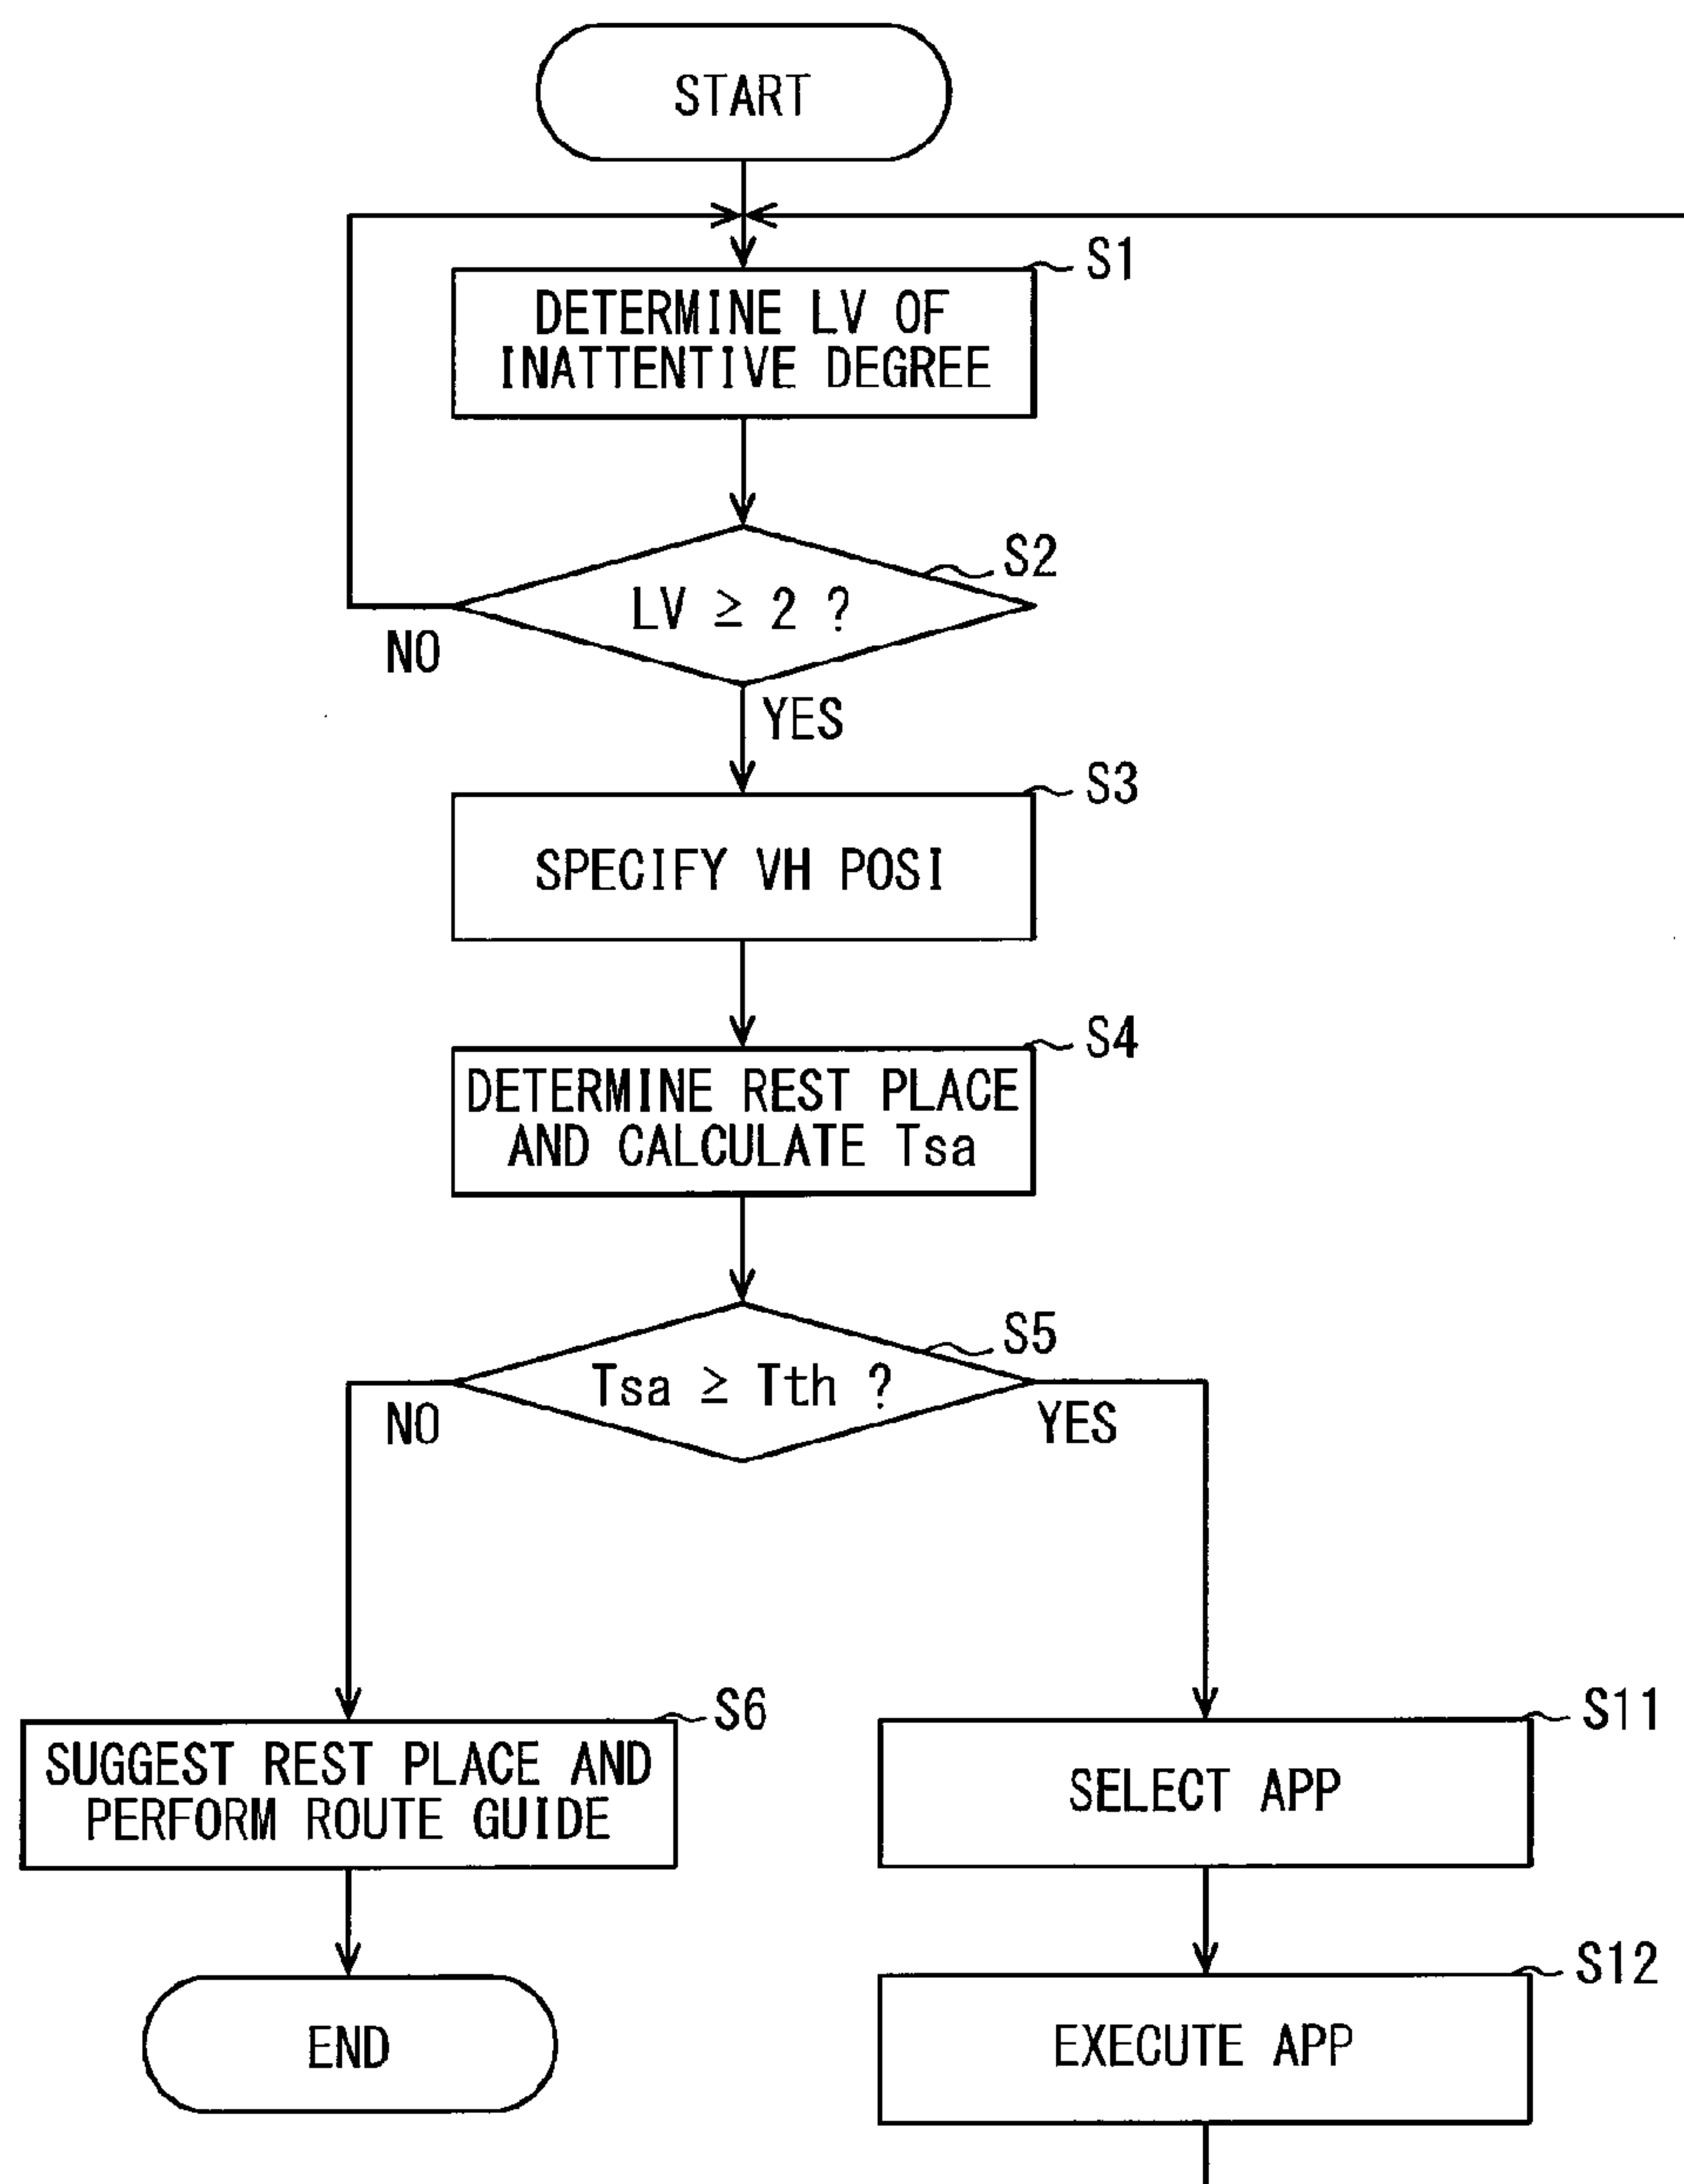 START
S1
DETERMINE LV OF
INATTENTIVE DEGREE
S2
LV ≥ 2 ?
NO
YES
S3
SPECIFY VH POSI
S4
DETERMINE REST PLACE
AND CALCULATE Tsa
S5
Tsa ≥ Tth ?
NO
YES
S6
SUGGEST REST PLACE AND
PERFORM ROUTE GUIDE
S11
SELECT APP
S12
EXECUTE APP
END